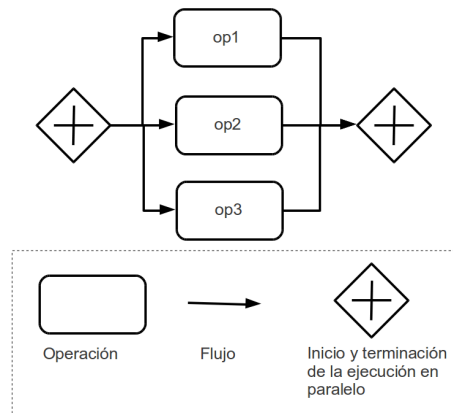 op1
op2
op3
Operación
Flujo
Inicio y terminación
de la ejecución en
paralelo